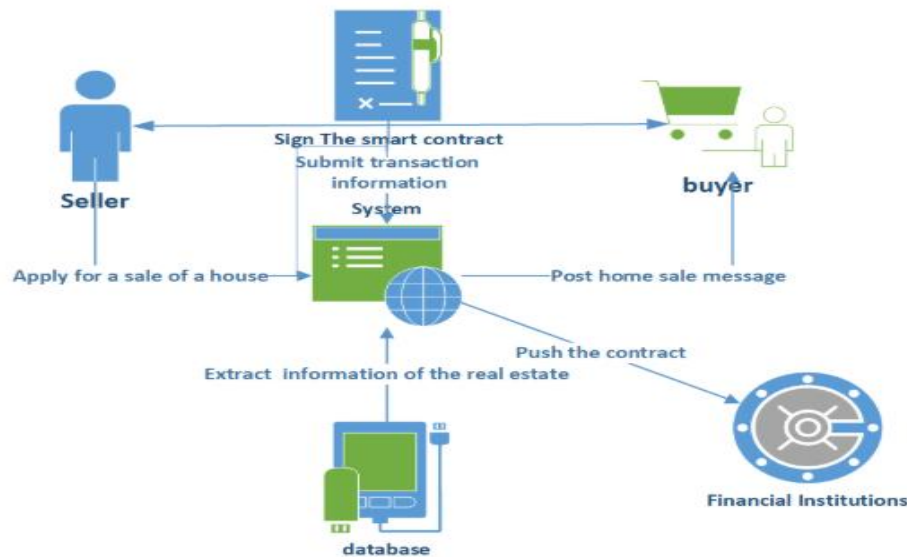 Sign The smart contract
Submit transaction
information
Seller
buyer
System
Apply for a sale of a house
Post home sale message
Push the contract
Extract information of the real estate
Financial Institutions
database